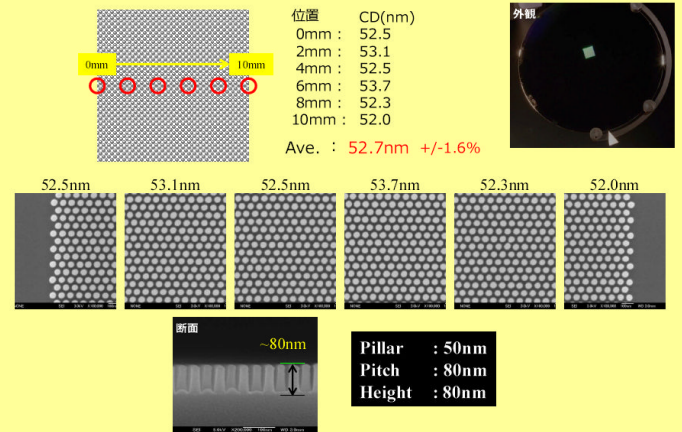 位置 CD(nm)
0mm : 52.5
2mm : 53.1
4mm : 52.5
6mm : 53.7
8mm : 52.3
10mm : 52.0
Ave. : 52.7nm +/-1.6%
0mm 10mm
外観
52.5nm 53.1nm 52.5nm 53.7nm 52.3nm 52.0nm
断面
~80nm
Pillar : 50nm
Pitch : 80nm
Height : 80nm